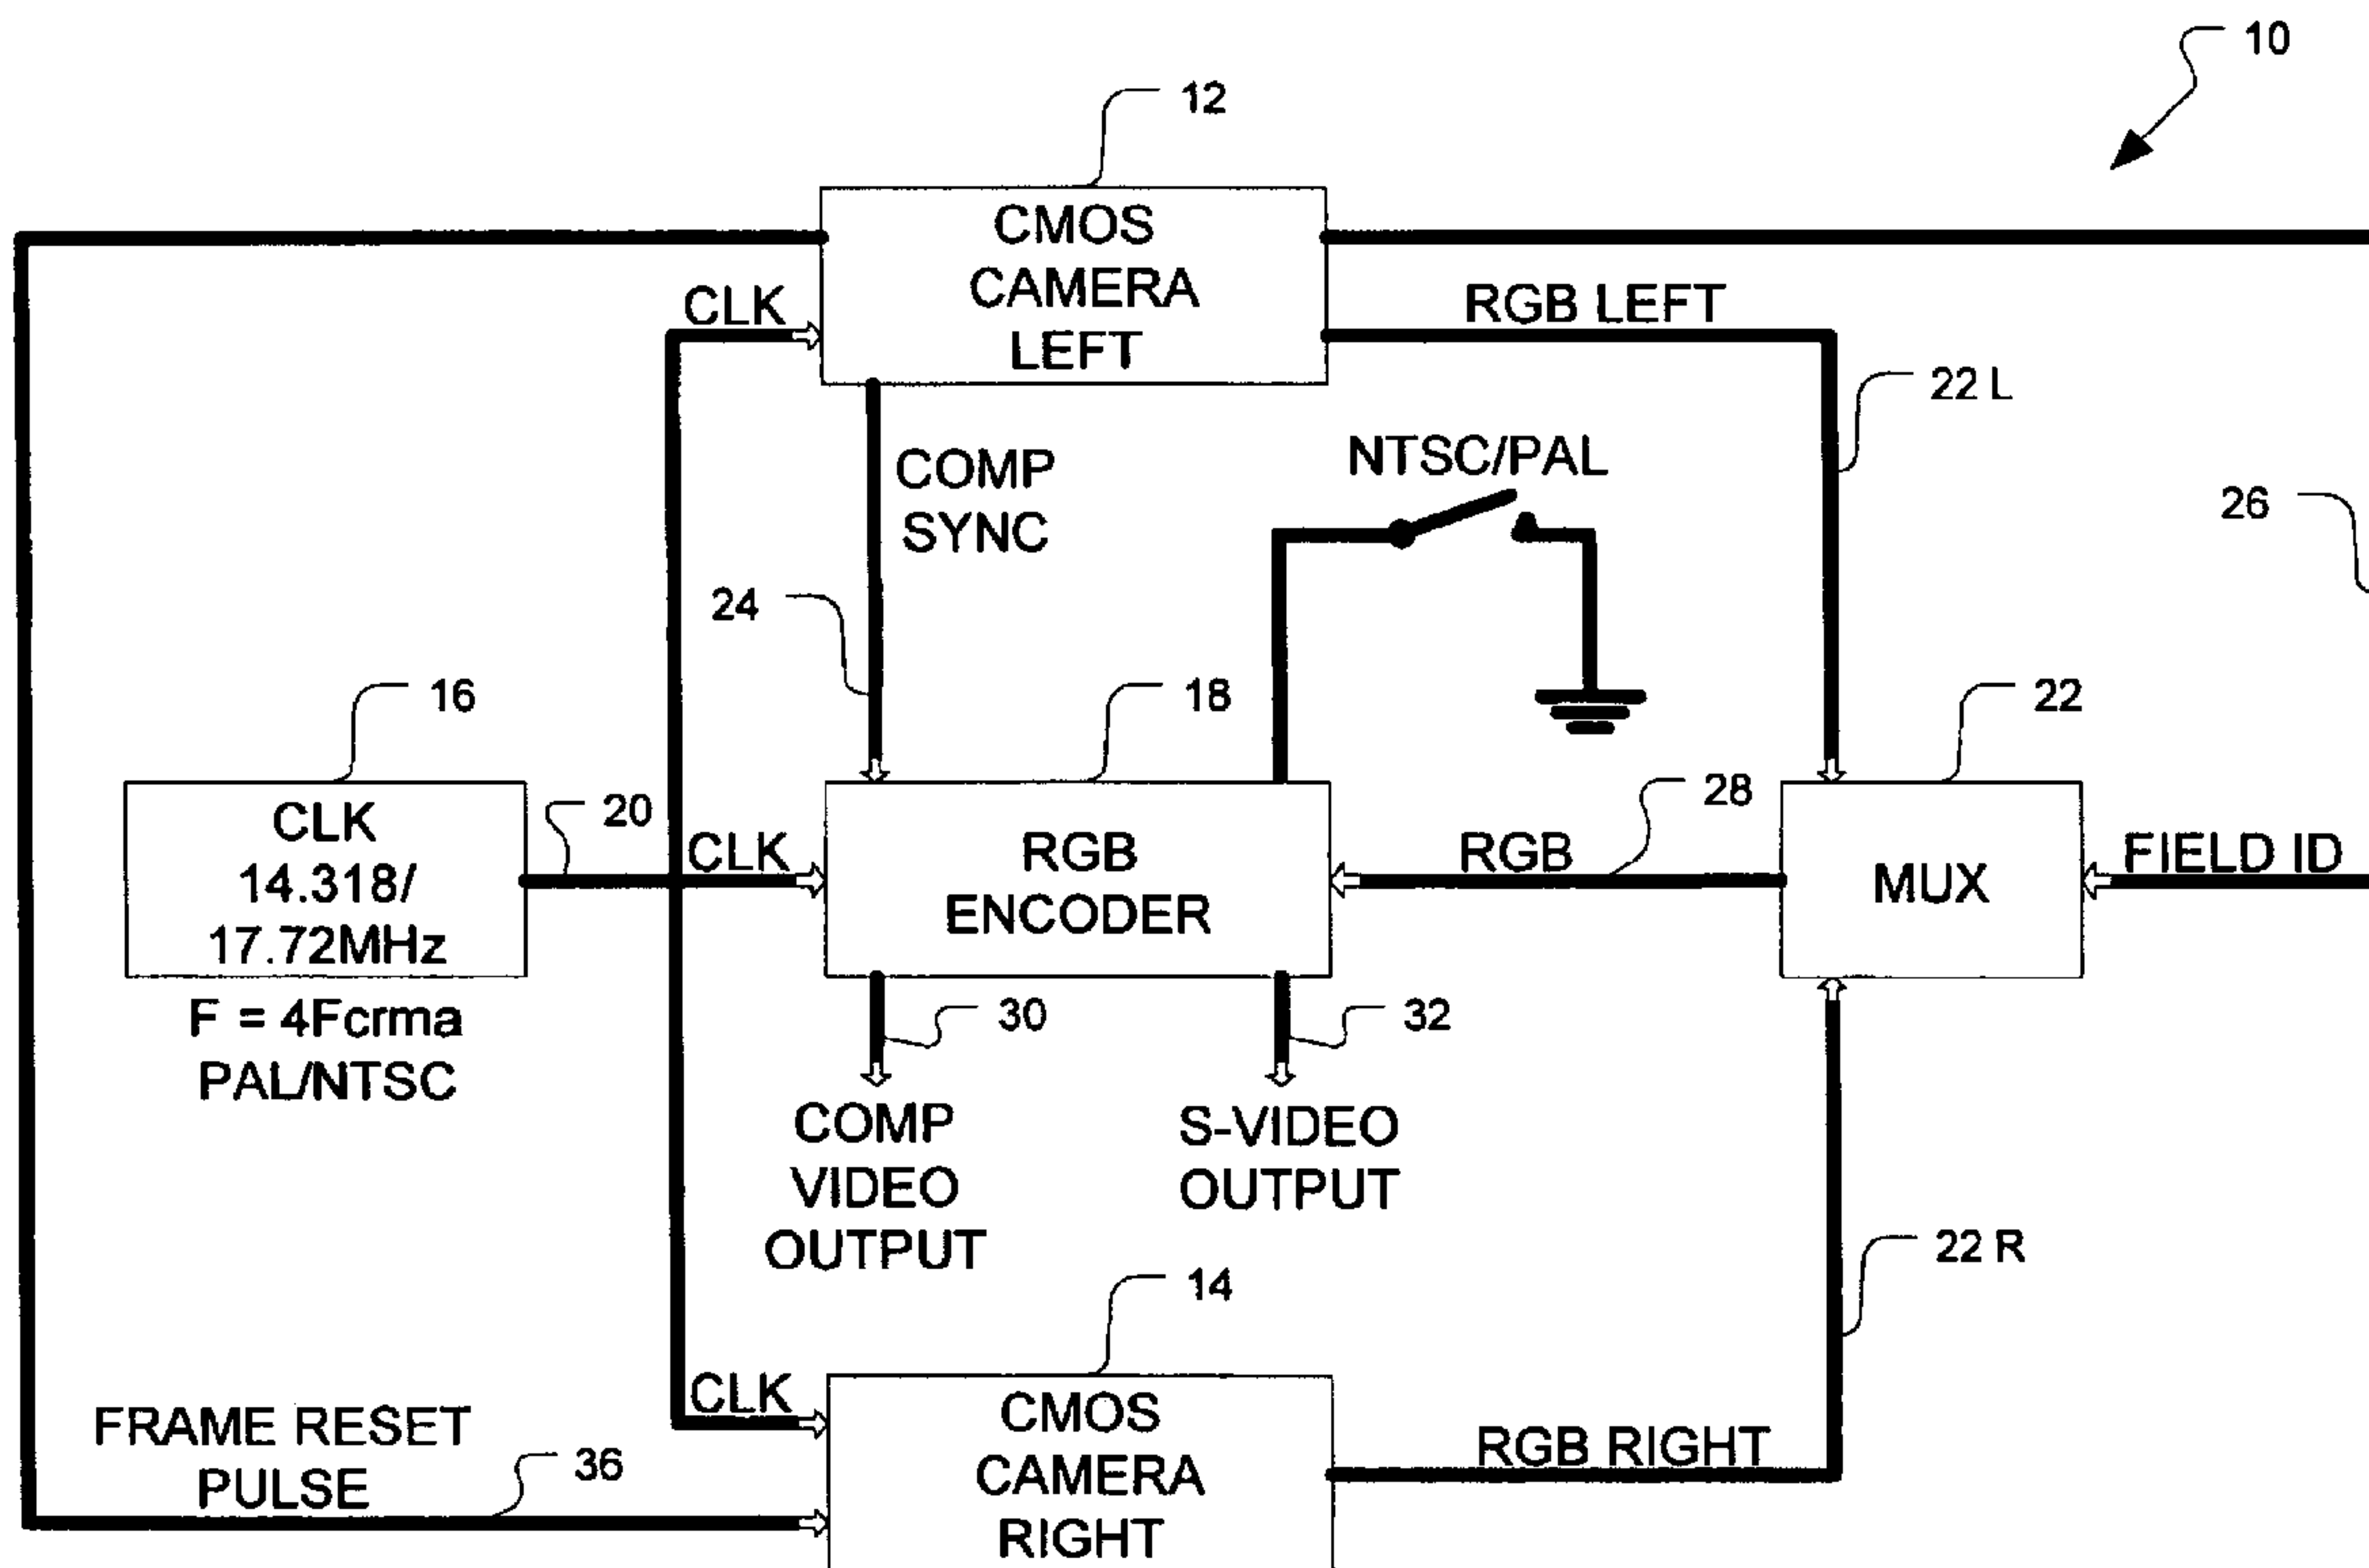 10
12
CMOS
CAMERA
LEFT
CLK
RGB LEFT
22 L
COMP
SYNC
NTSC/PAL
26
24
16
18
22
CLK
14.318/
17.72MHz
20
CLK
RGB
ENCODER
RGB
28
MUX
FIELD ID
F = 4Fcrma
PAL/NTSC
30
32
COMP
VIDEO
OUTPUT
S-VIDEO
OUTPUT
22 R
14
CLK
CMOS
CAMERA
RIGHT
RGB RIGHT
FRAME RESET
PULSE
36